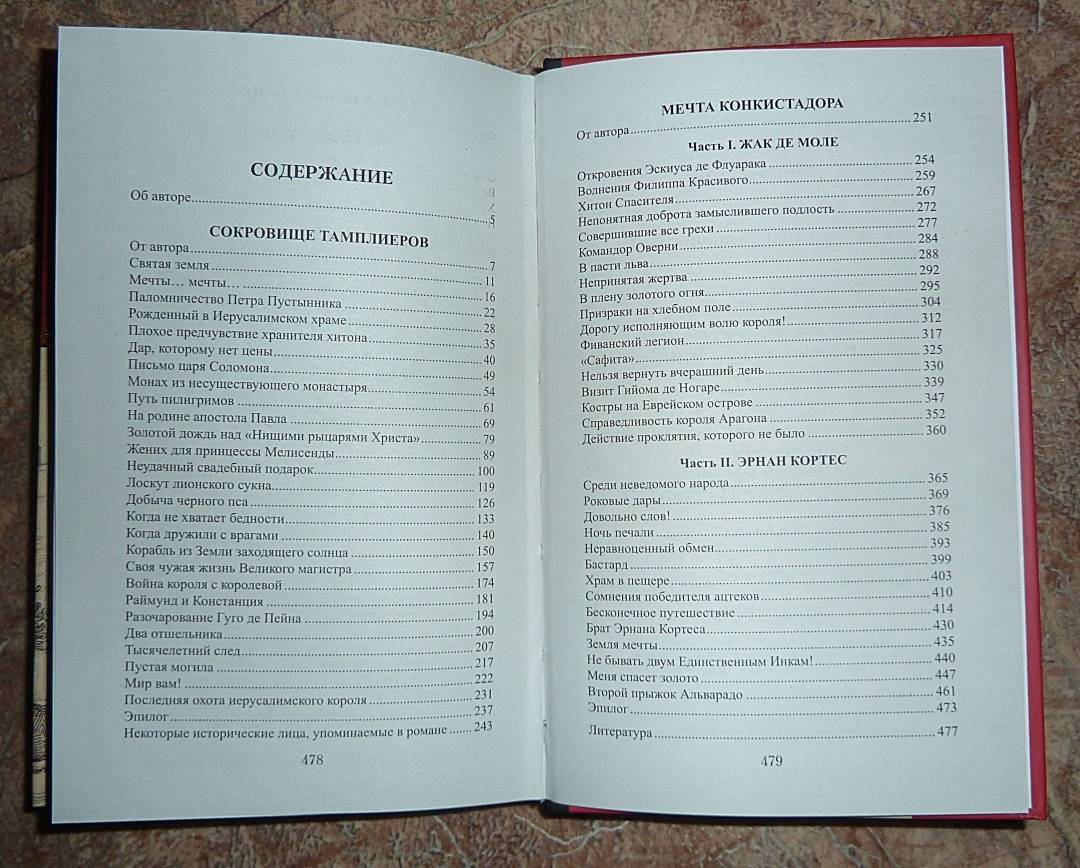 СОДЕРЖАНИЕ
Об авторе 5
СОКРОВИЩЕ ТАМПЛИЕРОВ
От автора 7
Святая земля 11
Мечты… мечты… 16
Паломничество Петра Пустынника 22
Рожденный в Иерусалимском храме 28
Плохое предчувствие хранителя хитона 35
Дар, которому нет цены 40
Письмо царя Соломона 49
Монах из несуществующего монастыря 54
Путь пилигримов 61
На родине апостола Павла 69
Золотой дождь над «Нищими рыцарями Христа» 79
Жених для принцессы Мелисенды 89
Неудачный свадебный подарок 100
Лоскут лионского сукна 119
Добыча черного пса 126
Когда не хватает бедности 133
Когда дружили с врагами 140
Корабль из Земли заходящего солнца 150
Своя чужая жизнь Великого магистра 157
Война короля с королевой 174
Раймунд и Констанция 181
Разочарование Гуго де Пейна 194
Два отшельника 200
Тысячелетний след 207
Пустая могила 217
Мир вам! 222
Последняя охота иерусалимского короля 231
Эпилог 237
Некоторые исторические лица, упоминаемые в романе 243
478
МЕЧТА КОНКИСТАДОРА
От автора 251
Часть I. ЖАК ДЕ МОЛЕ
Откровения Эскиуса де Флуарака 254
Волнения Филиппа Красивого 259
Хитон Спасителя 267
Непонятная доброта замыслившего подлость 272
Совершившие все грехи 277
Командор Оверни 284
В пасти льва 288
Непринятая жертва 292
В плену золотого огня 295
Призраки на хлебном поле 304
Дорогу исполняющим волю короля! 312
Фиванский легион 317
«Сафита» 325
Нельзя вернуть вчерашний день 330
Визит Гийома де Ногаре 339
Костры на Еврейском острове 347
Справедливость короля Арагона 352
Действие проклятия, которого не было 360
Часть II. ЭРНАН КОРТЕС
Среди неведомого народа 365
Роковые дары 369
Довольно слов! 376
Ночь печали 385
Неравноценный обмен 393
Бастард 399
Храм в пещере 403
Сомнения победителя ацтеков 410
Бесконечное путешествие 414
Брат Эрнана Кортеса 430
Земля мечты 435
Не бывать двум Единственным Инкам! 440
Меня спасет золото 447
Второй прыжок Альварадо 461
Эпилог 473
Литература 477
479